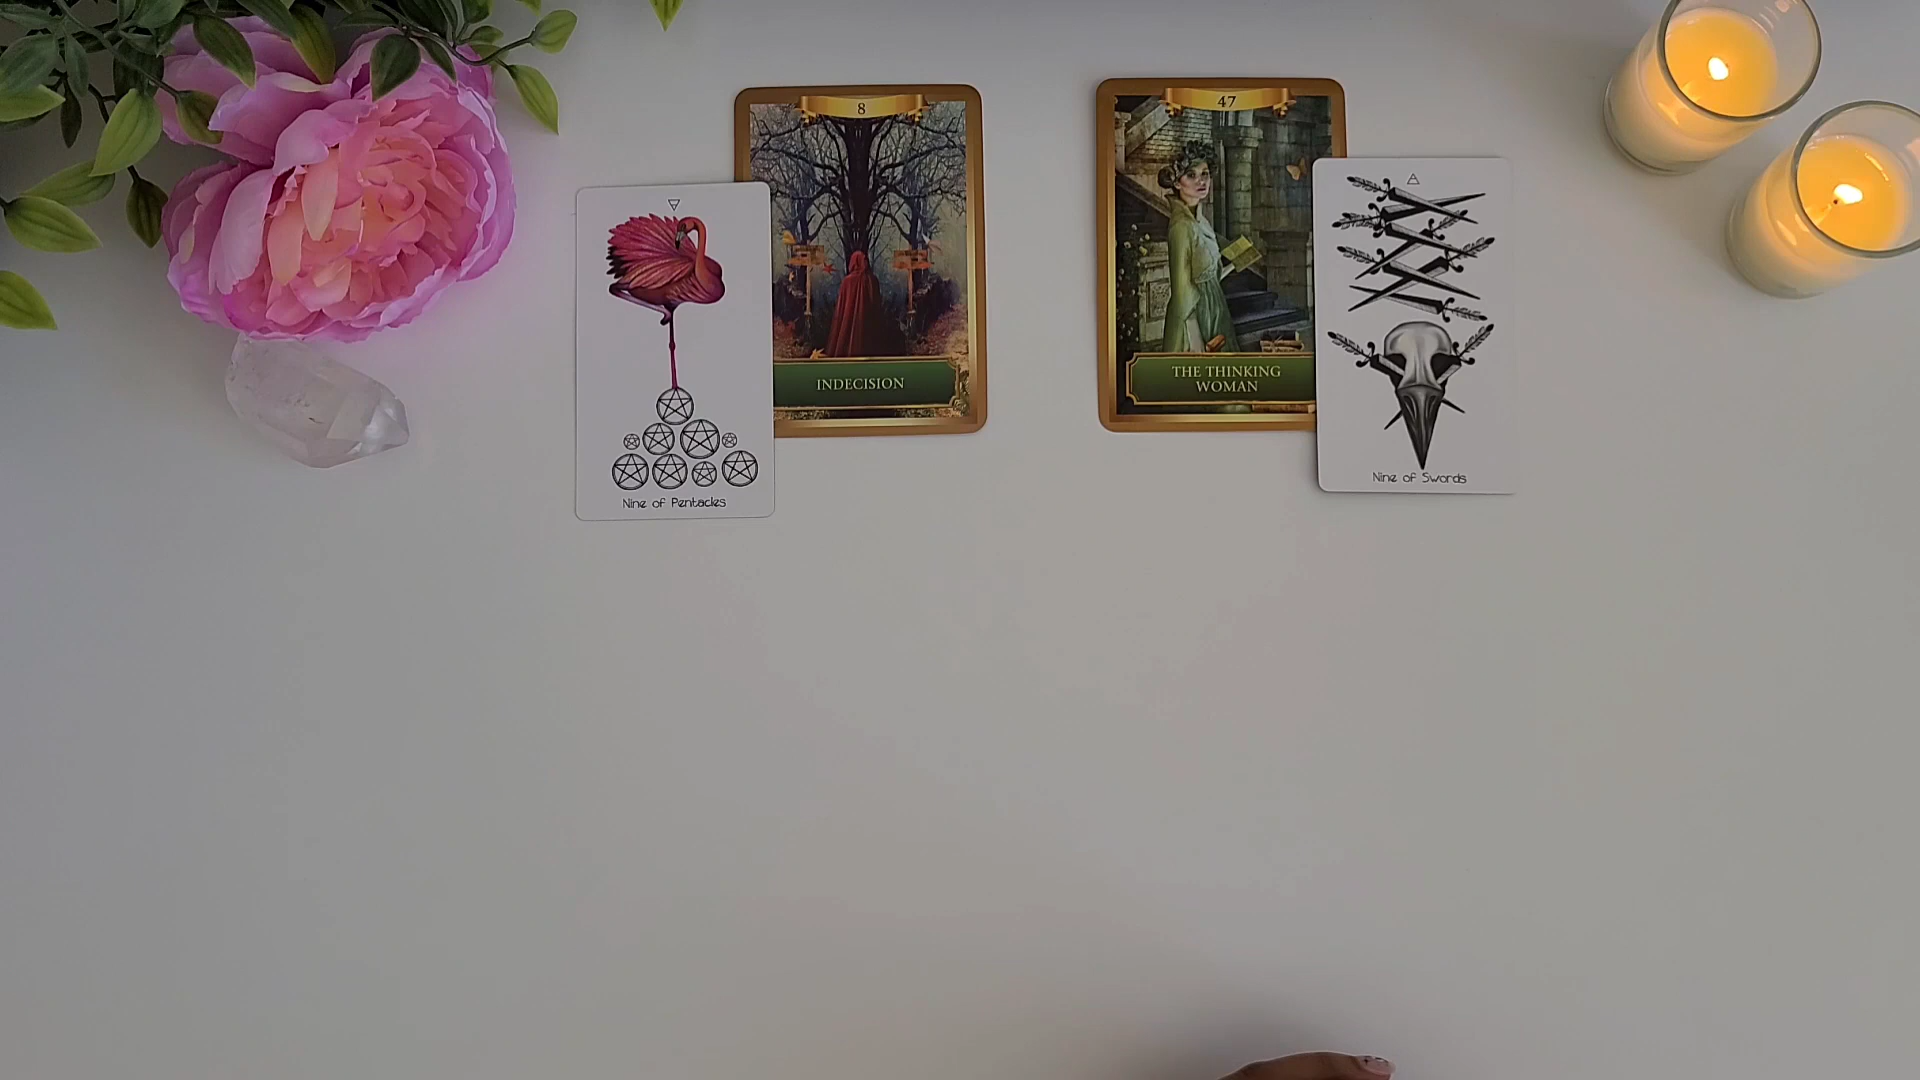 8
INDECISION
Nine of Pentacles
47
THE THINKING
WOMAN
Nine of Swords